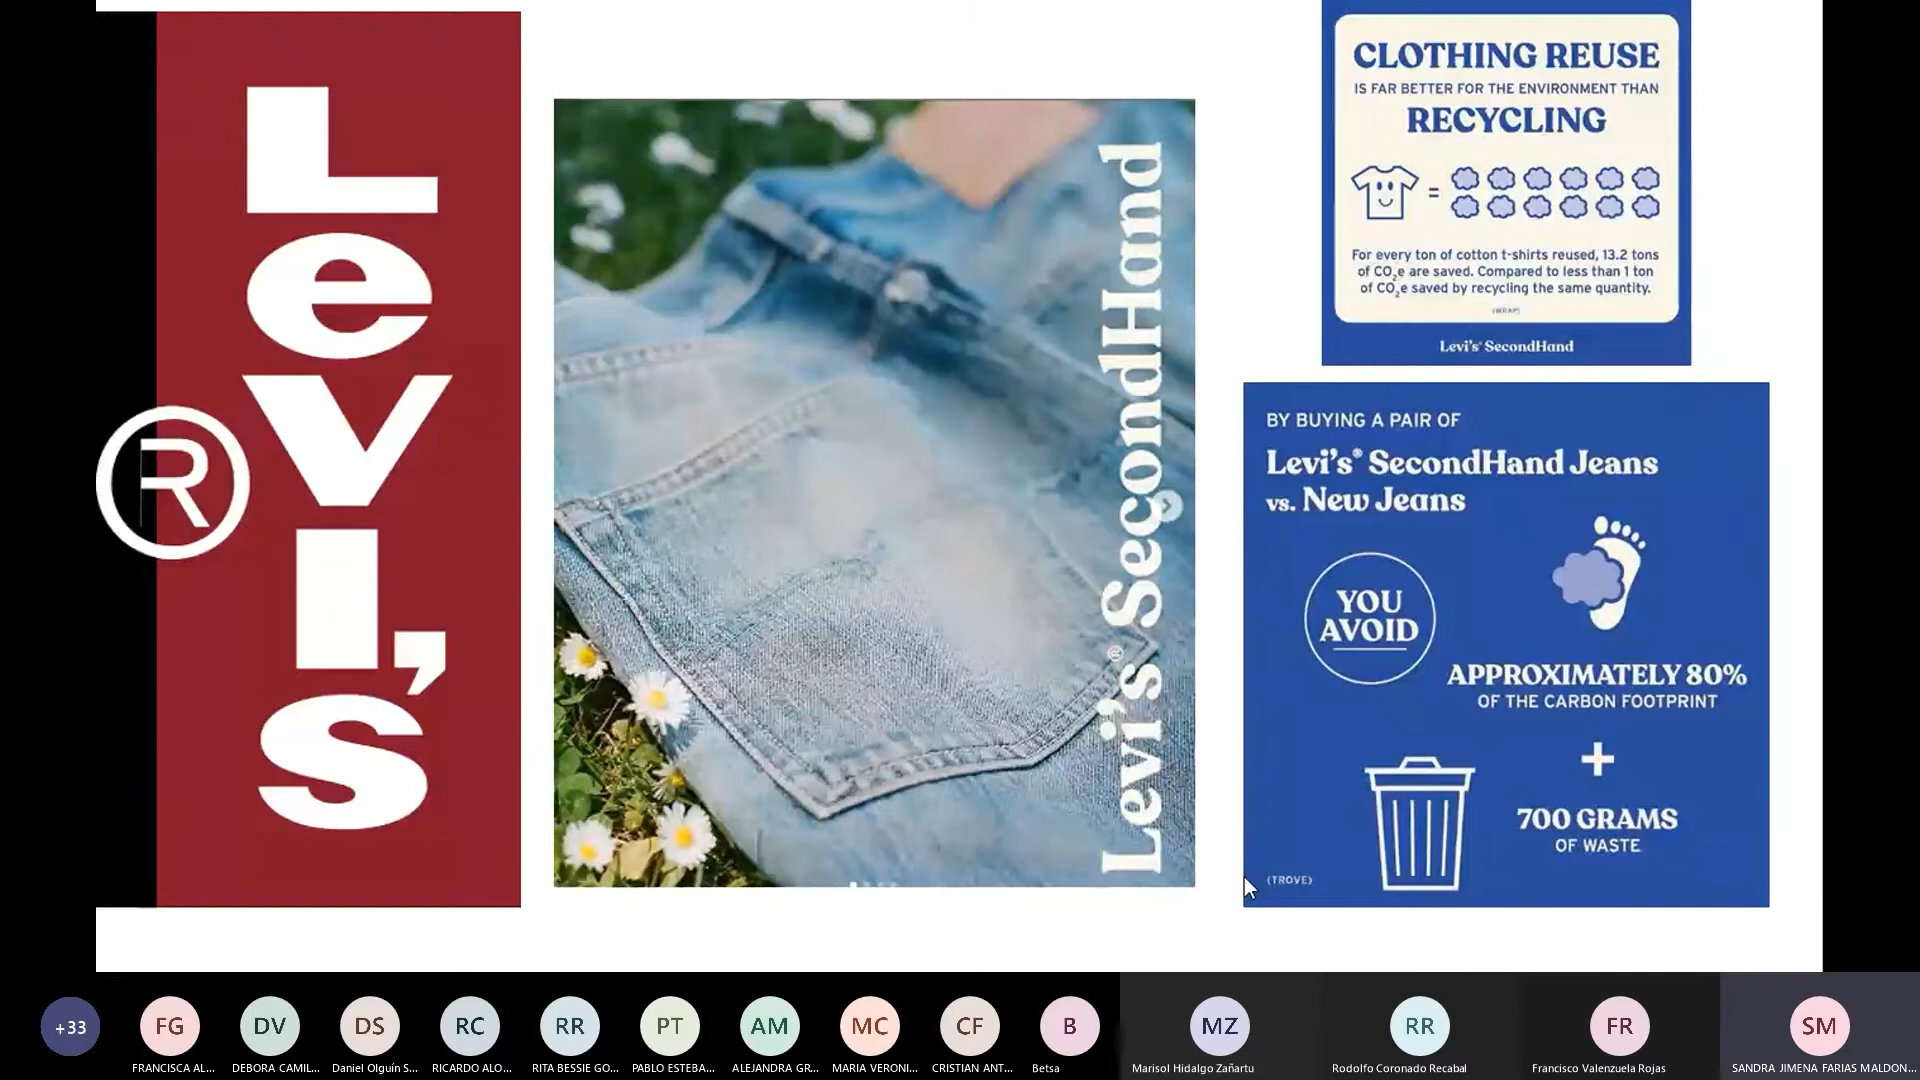 Levi's
®
Levi's® SecondHand
CLOTHING REUSE
IS FAR BETTER FOR THE ENVIRONMENT THAN
RECYCLING
=
For every ton of cotton t-shirts reused, 13.2 tons
of CO2e are saved. Compared to less than 1 ton
of CO2e saved by recycling the same quantity.
(WRAP)
Levi's® SecondHand
BY BUYING A PAIR OF
Levi's® SecondHand Jeans
vs. New Jeans
YOU
AVOID
APPROXIMATELY 80%
OF THE CARBON FOOTPRINT
+
700 GRAMS
OF WASTE
(TROVE)
+33
FG
DV
DS
RC
RR
PT
AM
MC
CF
B
MZ
RR
FR
SM
FRANCISCA AL...
DEBORA CAMIL...
Daniel Olguín S...
RICARDO ALO...
RITA BESSIE GO...
PABLO ESTEBA...
ALEJANDRA GR...
MARIA VERONI...
CRISTIAN ANT...
Betsa
Marisol Hidalgo Zañartu
Rodolfo Coronado Recabal
Francisco Valenzuela Rojas
SANDRA JIMENA FARIAS MALDON...